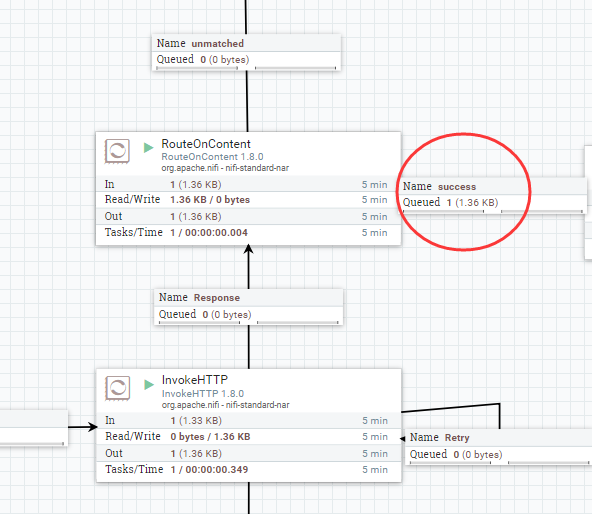 Name unmatched
Queued 0 (0 bytes)
RouteOnContent
RouteOnContent 1.8.0
org.apache.nifi - nifi-standard-nar
In 1 (1.36 KB) 5 min
Read/Write 1.36 KB / 0 bytes 5 min
Out 1 (1.36 KB) 5 min
Tasks/Time 1 / 00:00:00.004 5 min
Name success
Queued 1 (1.36 KB)
Name Response
Queued 0 (0 bytes)
InvokeHTTP
InvokeHTTP 1.8.0
org.apache.nifi - nifi-standard-nar
In 1 (1.33 KB) 5 min
Read/Write 0 bytes / 1.36 KB 5 min
Out 1 (1.36 KB) 5 min
Tasks/Time 1 / 00:00:00.349 5 min
Name Retry
Queued 0 (0 bytes)